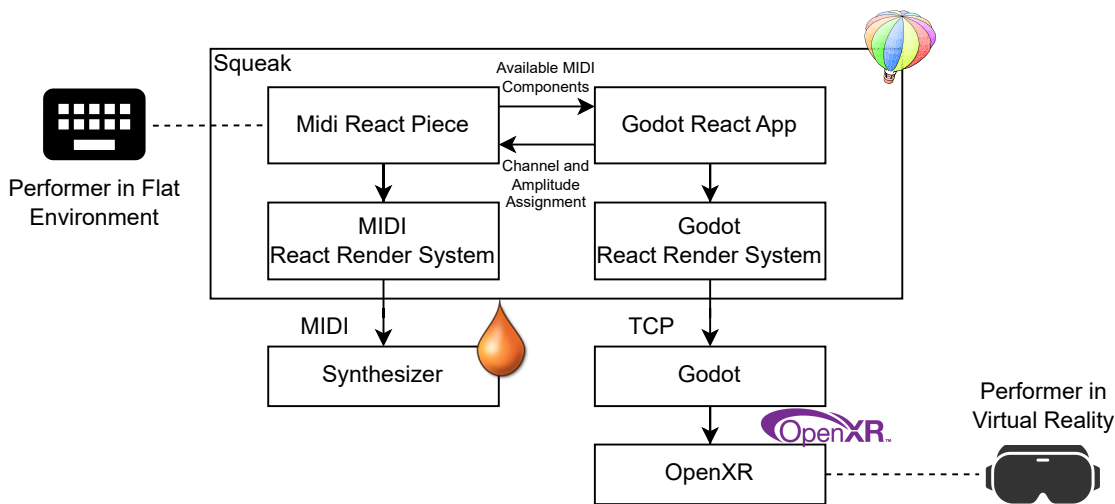 Squeak
Available MIDI
Components
Midi React Piece
Godot React App
Channel and
Amplitude
Assignment
Performer in Flat
Environment
MIDI
React Render System
Godot
React Render System
MIDI
TCP
Synthesizer
Godot
Performer in
Virtual Reality
OpenXR™
OpenXR